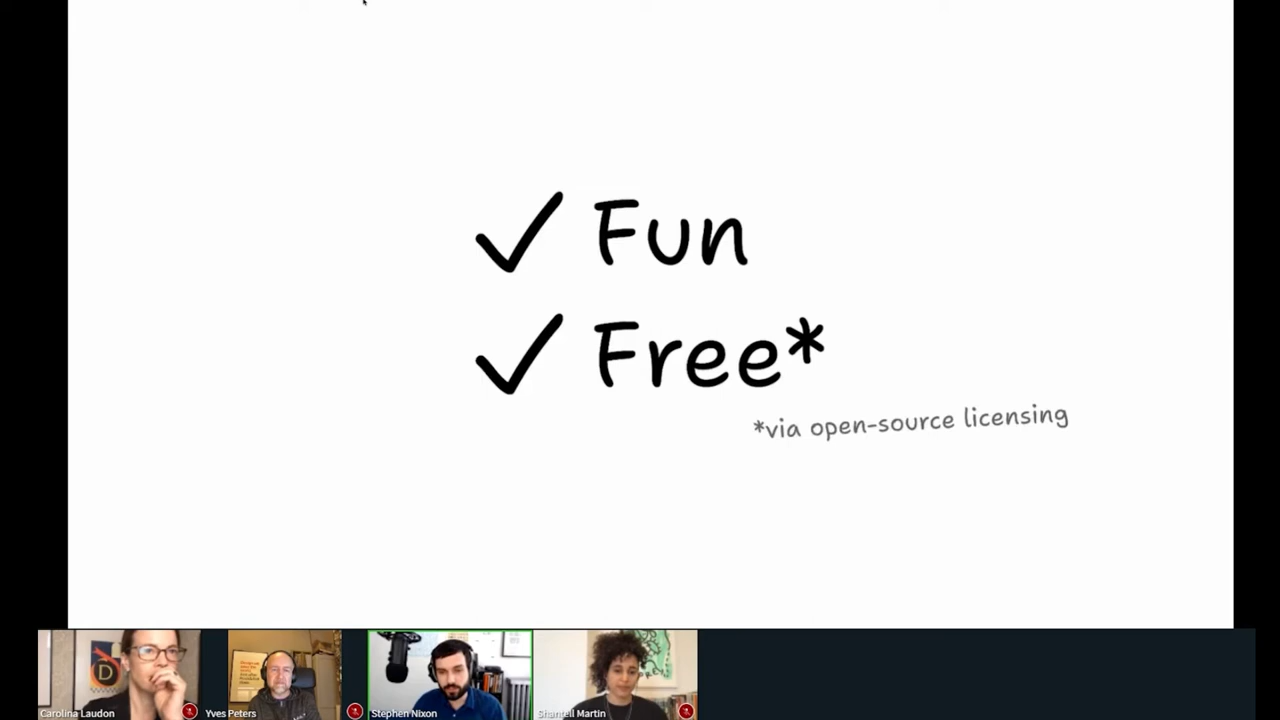 ✓ Fun
✓ Free*
*via open-source licensing
D
Carolina Laudon
Yves Peters
Stephen Nixon
Shantell Martin